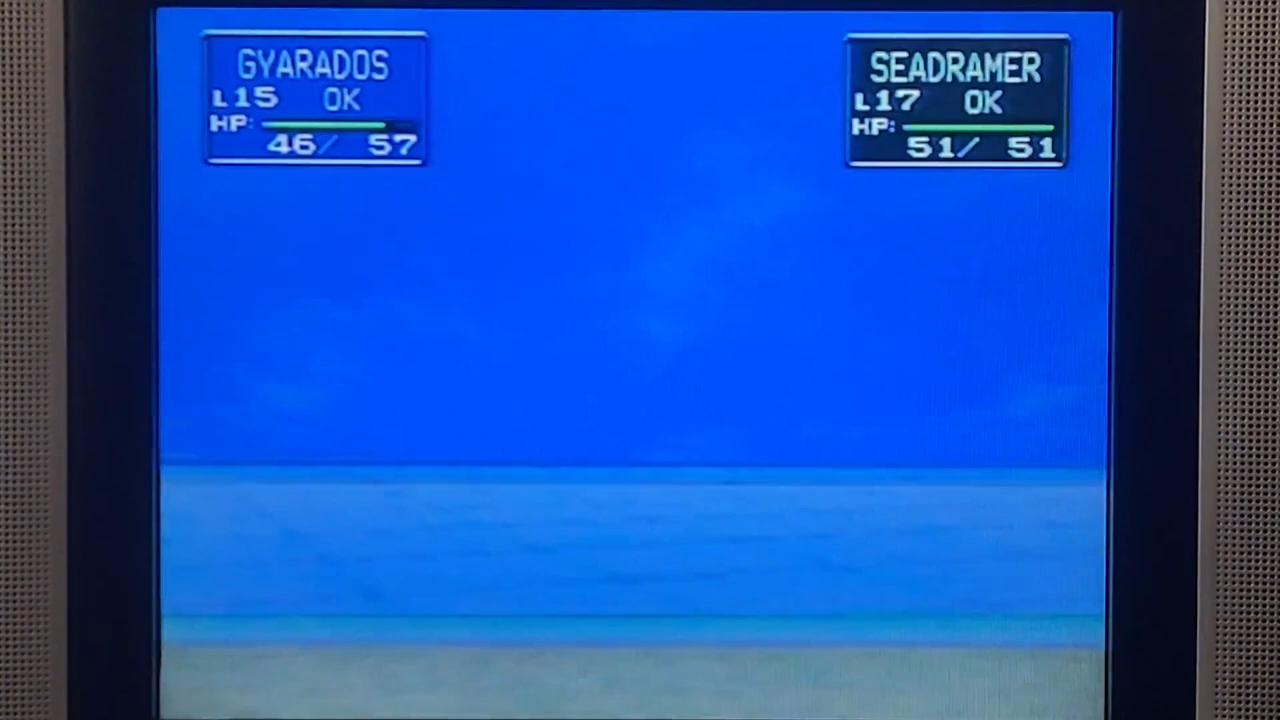 GYARADOS
L15 OK
HP:
46/ 57
SEADRAMER
L17 OK
HP:
51/ 51